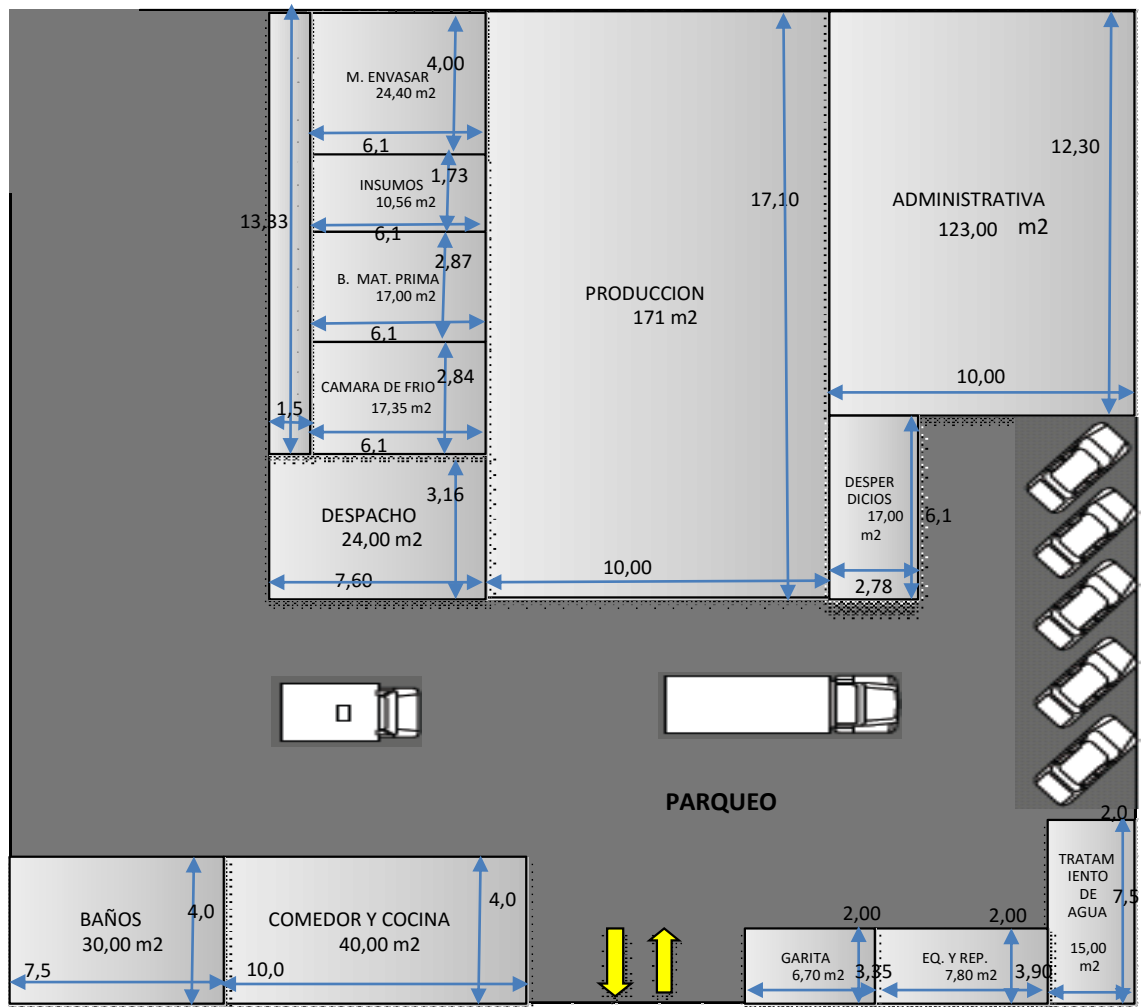 M. ENVASAR
24,40 m2
4,00
6,1
INSUMOS
10,56 m2
1,73
6,1
B. MAT. PRIMA
17,00 m2
2,87
6,1
CAMARA DE FRIO
17,35 m2
2,84
6,1
13,33
1,5
DESPACHO
24,00 m2
3,16
7,60
PRODUCCION
171 m2
17,10
10,00
ADMINISTRATIVA
123,00 m2
12,30
10,00
DESPER
DICIOS
17,00
m2
6,1
2,78
PARQUEO
BAÑOS
30,00 m2
4,0
7,5
COMEDOR Y COCINA
40,00 m2
4,0
10,0
GARITA
6,70 m2
2,00
3,35
EQ. Y REP.
7,80 m2
2,00
3,90
2,0
TRATAM
IENTO
DE
AGUA
15,00
m2
7,5